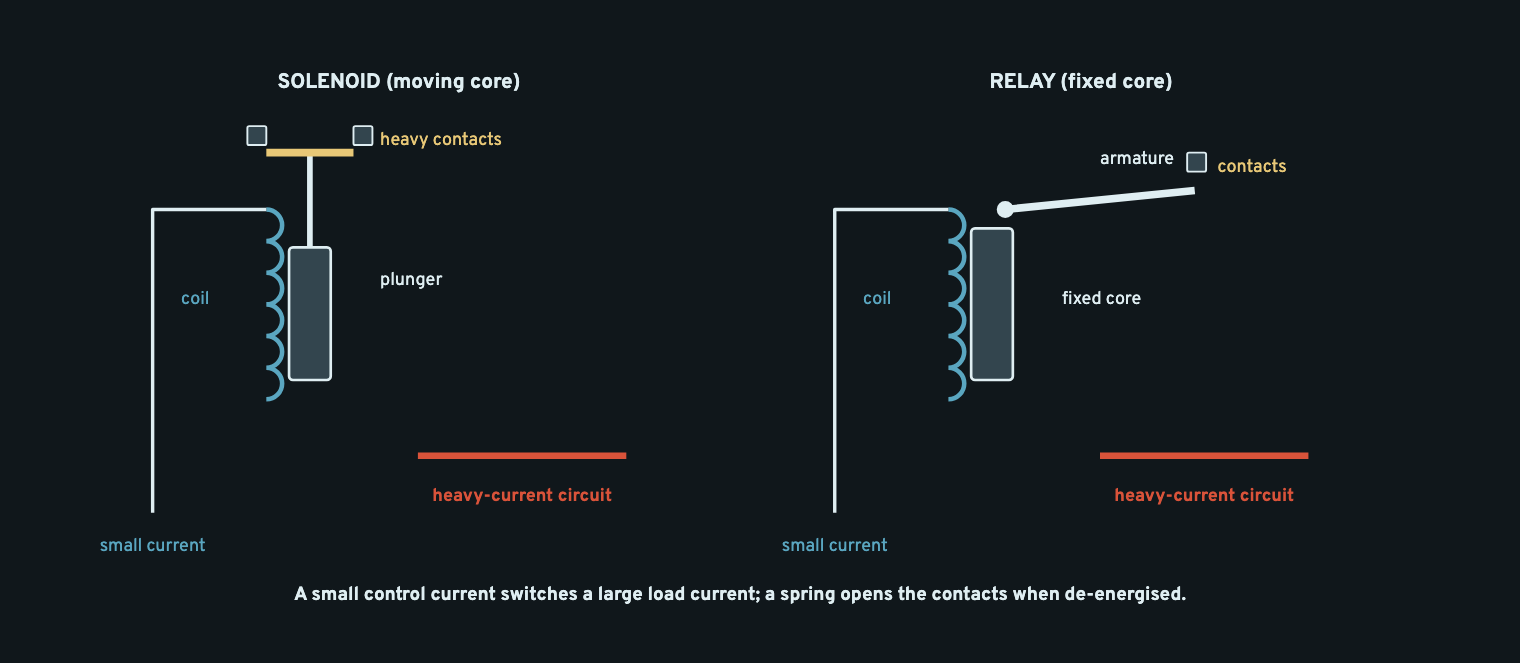 SOLENOID (moving core)
heavy contacts
plunger
coil
heavy-current circuit
small current
RELAY (fixed core)
armature
contacts
coil
fixed core
heavy-current circuit
small current
A small control current switches a large load current; a spring opens the contacts when de-energised.